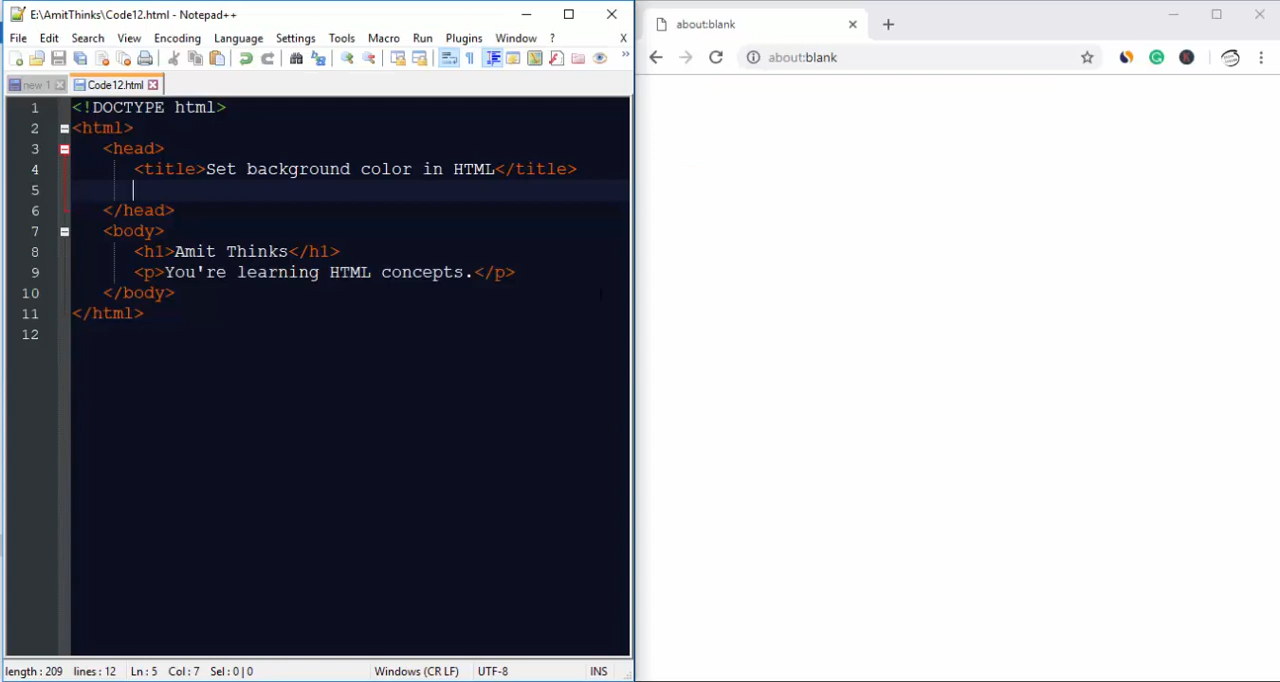 E:\AmitThinks\Code12.html - Notepad++
File Edit Search View Encoding Language Settings Tools Macro Run Plugins Window ? X
new 1 Code12.html
1 <!DOCTYPE html>
2 <html>
3 <head>
4 <title>Set background color in HTML</title>
5
6 </head>
7 <body>
8 <h1>Amit Thinks</h1>
9 <p>You're learning HTML concepts.</p>
10 </body>
11 </html>
12
length : 209 lines : 12 Ln : 5 Col : 7 Sel : 0 | 0 Windows (CR LF) UTF-8 INS
about:blank
about:blank